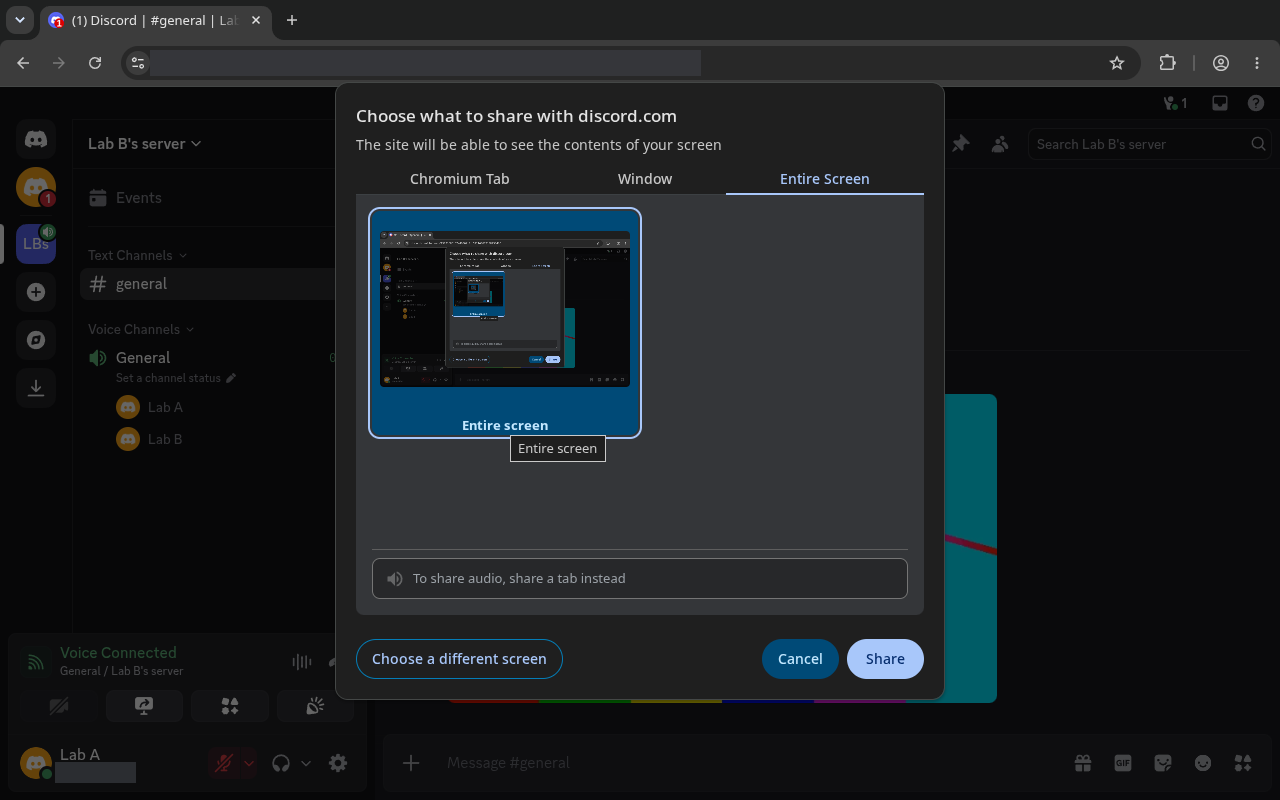 (1) Discord | #general | Lab
Choose what to share with discord.com
The site will be able to see the contents of your screen
Chromium Tab
Window
Entire Screen
Entire screen
Entire screen
To share audio, share a tab instead
Choose a different screen
Cancel
Share
1
Lab B's server
Search Lab B's server
1
Events
LBs
Text Channels
general
Voice Channels
General
Set a channel status
Lab A
Lab B
Voice Connected
General / Lab B's server
Lab A
Message #general
GIF